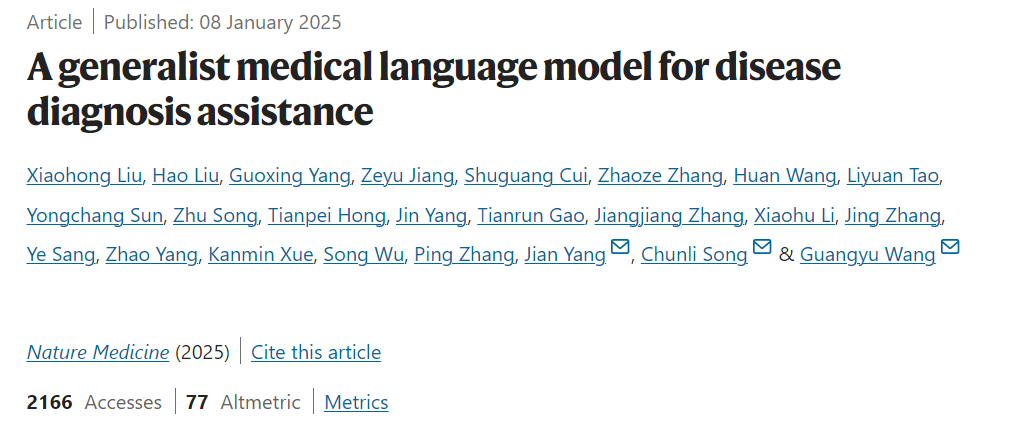 Article | Published: 08 January 2025
A generalist medical language model for disease
diagnosis assistance
Xiaohong Liu, Hao Liu, Guoxing Yang, Zeyu Jiang, Shuguang Cui, Zhaoze Zhang, Huan Wang, Liyuan Tao,
Yongchang Sun, Zhu Song, Tianpei Hong, Jin Yang, Tianrun Gao, Jiangjiang Zhang, Xiaohu Li, Jing Zhang,
Ye Sang, Zhao Yang, Kanmin Xue, Song Wu, Ping Zhang, Jian Yang, Chunli Song & Guangyu Wang
Nature Medicine (2025) | Cite this article
2166 Accesses | 77 Altmetric | Metrics